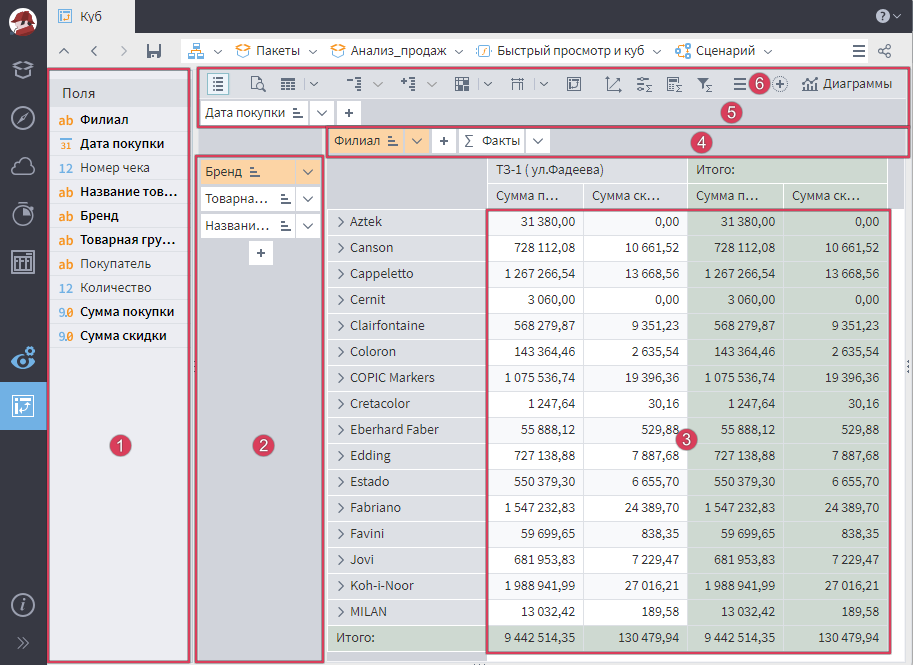 Куб
?
Пакеты Анализ_продаж Быстрый просмотр и куб Сценарий
Поля
ab Филиал
31 Дата покупки
12 Номер чека
ab Название тов...
ab Бренд
ab Товарная гру...
ab Покупатель
12 Количество
9.0 Сумма покупки
9.0 Сумма скидки
1
6 Диаграммы
Дата покупки + 5
Филиал + Σ Факты 4
Бренд
Товарна...
Названи...
+
2
ТЗ-1 ( ул.Фадеева) Итого:
Сумма п... Сумма ск... Сумма п... Сумма ск...
Aztek 31 380,00 0,00 31 380,00 0,00
Canson 728 112,08 10 661,52 728 112,08 10 661,52
Cappeletto 1 267 266,54 13 668,56 1 267 266,54 13 668,56
Cernit 3 060,00 0,00 3 060,00 0,00
Clairfontaine 568 279,87 9 351,23 568 279,87 9 351,23
Coloron 143 364,46 2 635,54 143 364,46 2 635,54
COPIC Markers 1 075 536,74 19 396,36 1 075 536,74 19 396,36
Cretacolor 1 247,64 30,16 1 247,64 30,16
Eberhard Faber 55 888,12 529,88 55 888,12 529,88
3
Edding 727 138,88 7 887,68 727 138,88 7 887,68
Estado 550 379,30 6 655,70 550 379,30 6 655,70
Fabriano 1 547 232,83 24 389,70 1 547 232,83 24 389,70
Favini 59 699,65 838,35 59 699,65 838,35
Jovi 681 953,83 7 229,47 681 953,83 7 229,47
Koh-i-Noor 1 988 941,99 27 016,21 1 988 941,99 27 016,21
MILAN 13 032,42 189,58 13 032,42 189,58
Итого: 9 442 514,35 130 479,94 9 442 514,35 130 479,94